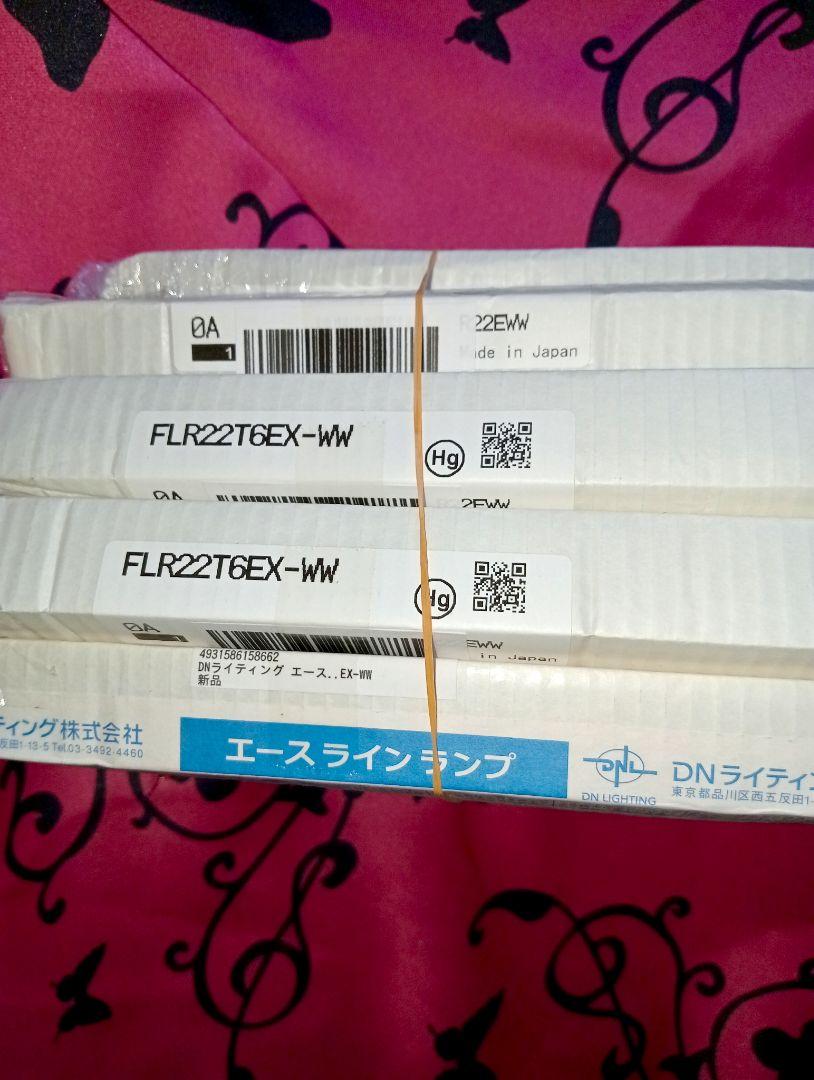 0A
1
22EWW
Made in Japan
FLR22T6EX-WW
Hg
0A
FLR22T6EX-WW
Hg
0A
1
EWW
in Japan
4931586158662
DNライティング エース..EX-WW
新品
ティング株式会社
反田1-13-5 Tel.03-3492-4460
エースラインランプ
DNL
DN LIGHTING
DNライティン
東京都品川区西五反田1-